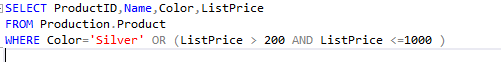 SELECT ProductID,Name,Color,ListPrice
FROM Production.Product
WHERE Color='Silver' OR (ListPrice > 200 AND ListPrice <=1000 )